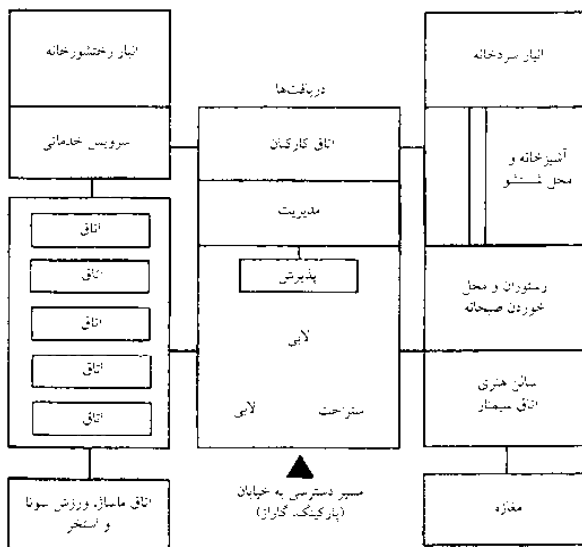 انبار سردخانه
آشپزخانه و
محل شستشو
رستوران و محل
خوردن صبحانه
سالن هنری
اتاق سمینار
مغازه
دریافت‌ها
اتاق کارکنان
مدیریت
پذیرش
لابی
ستراحت
لابی
مسیر دسترسی به خیابان
(پارکینگ، گاراژ)
انبار رختشورخانه
سرویس خدماتی
اتاق
اتاق
اتاق
اتاق
اتاق
اتاق ماساژ، ورزش سونا
و استخر